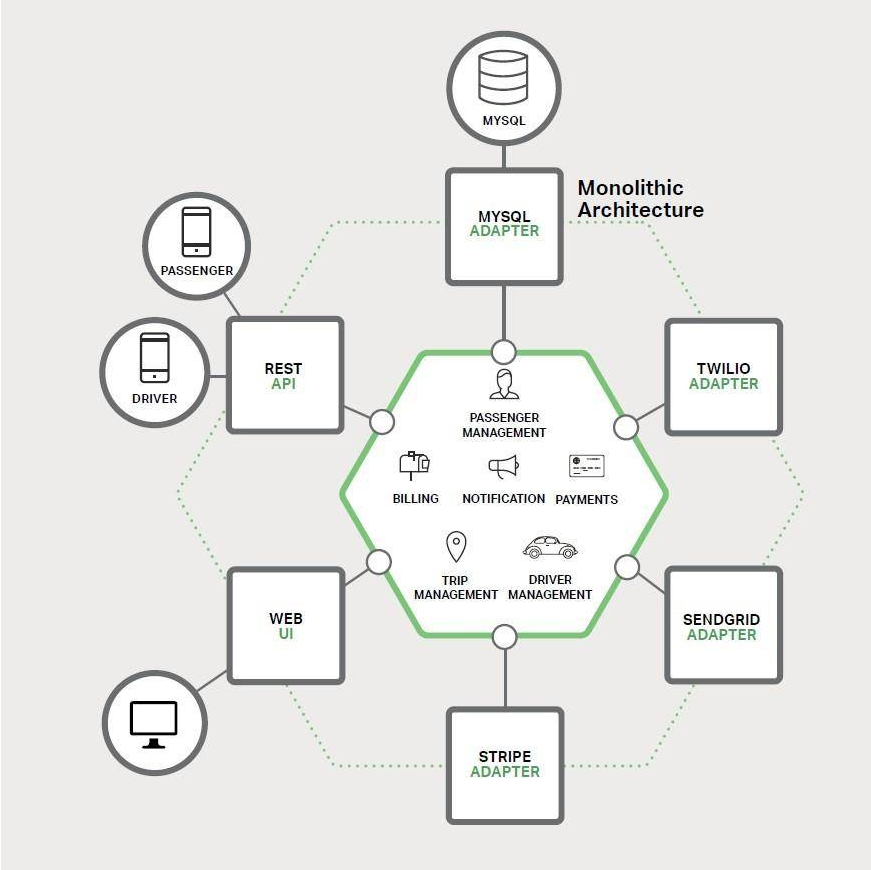 MYSQL
Monolithic
Architecture
MYSQL
ADAPTER
PASSENGER
DRIVER
REST
API
TWILIO
ADAPTER
PASSENGER
MANAGEMENT
BILLING
NOTIFICATION
PAYMENTS
TRIP
MANAGEMENT
DRIVER
MANAGEMENT
WEB
UI
SENDGRID
ADAPTER
STRIPE
ADAPTER